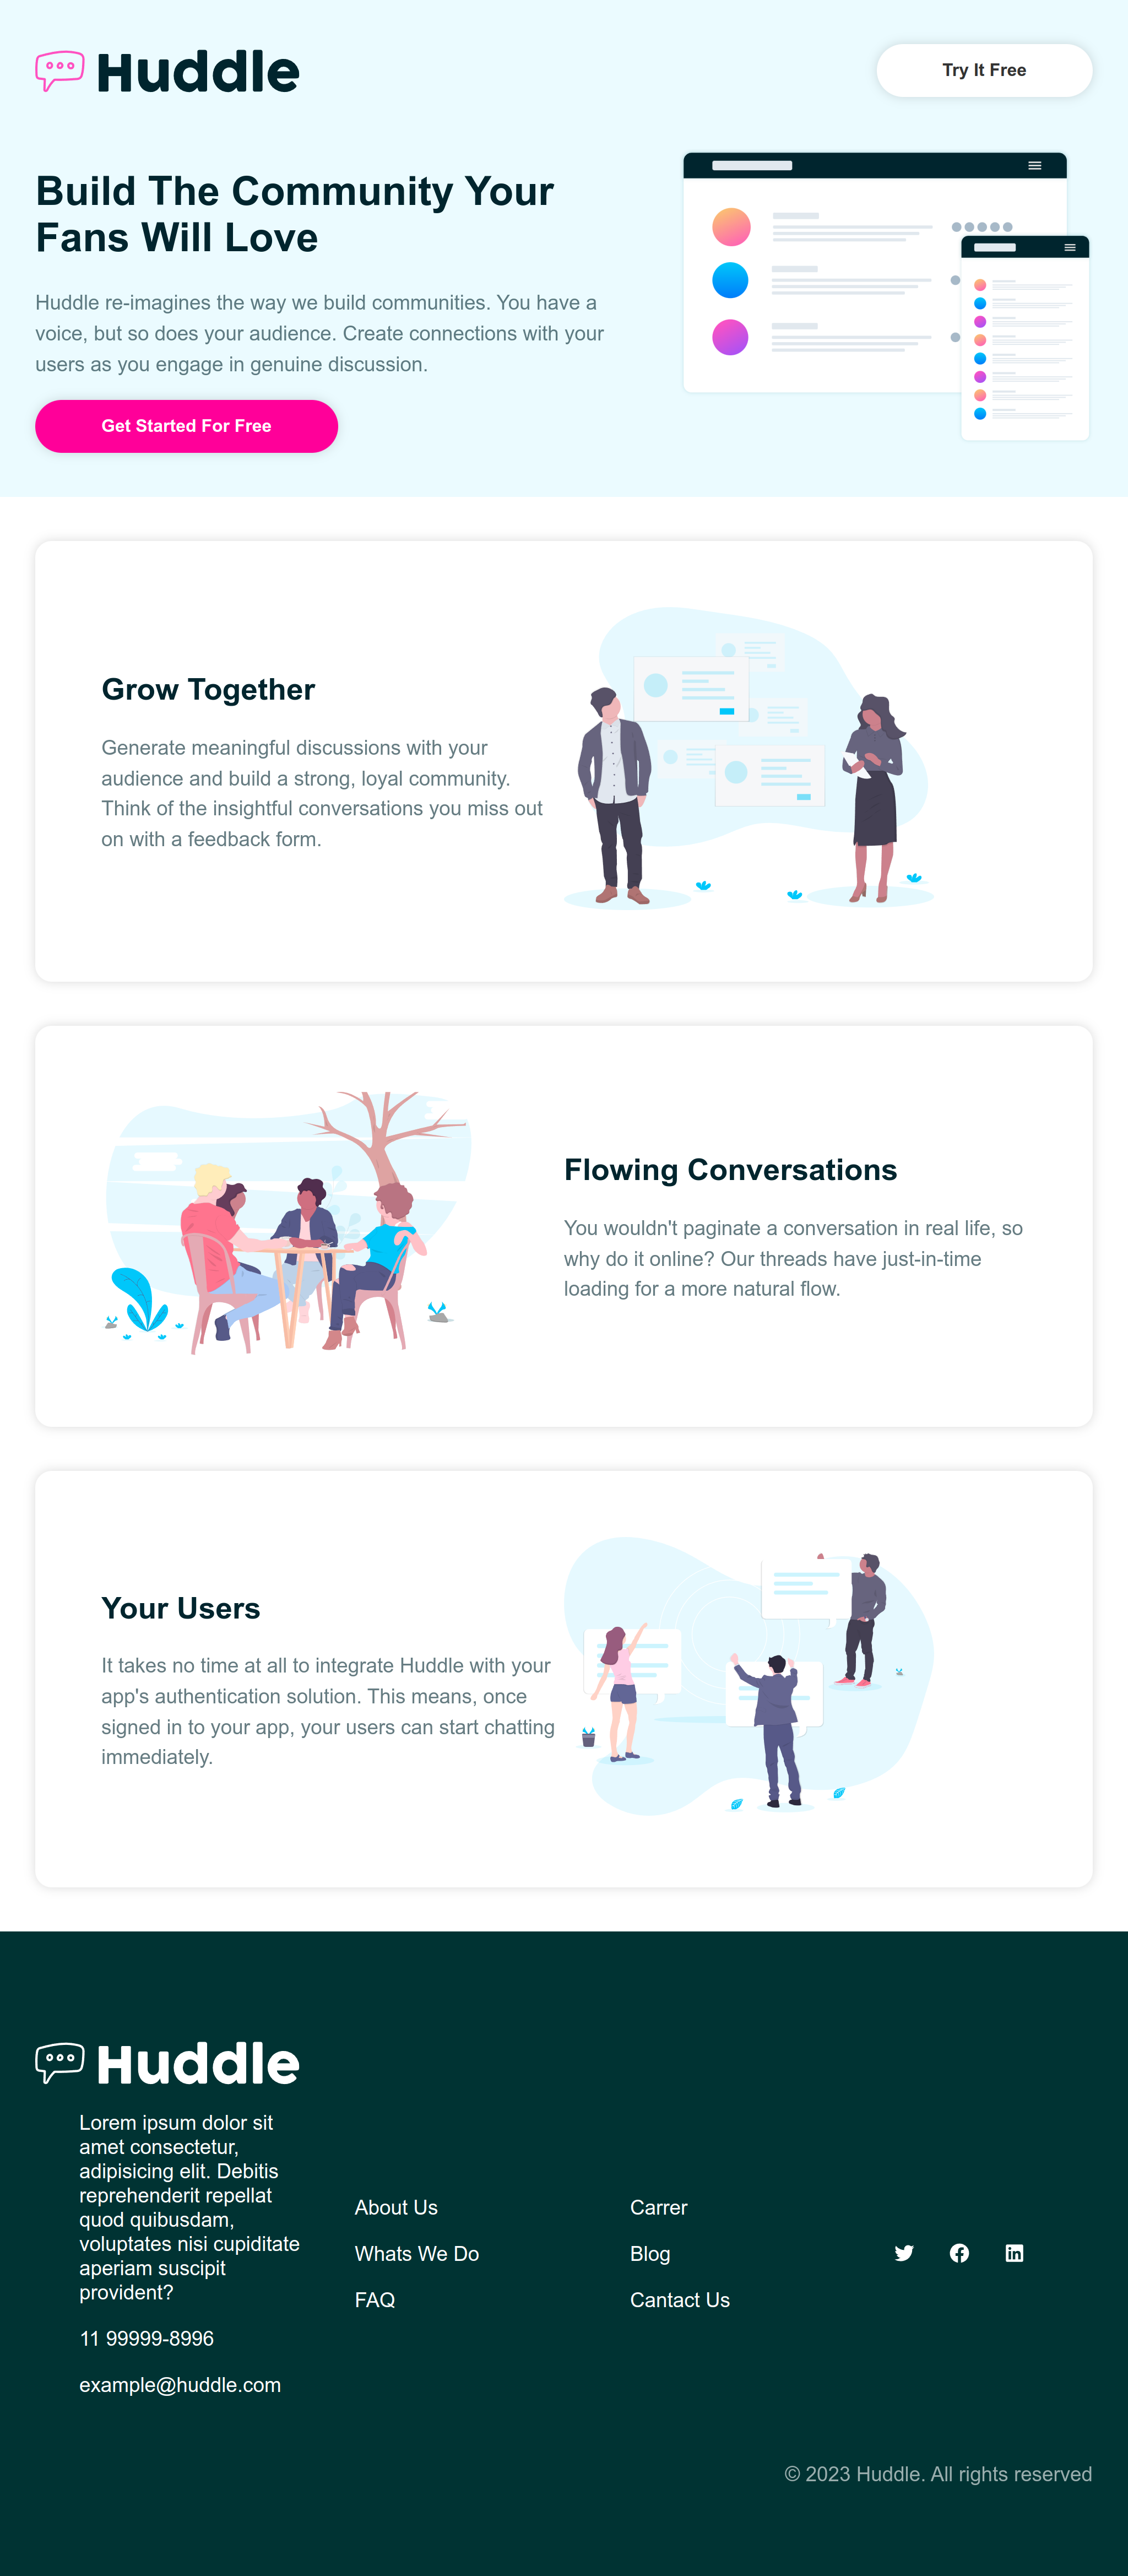 Huddle
Try It Free
Build The Community Your
Fans Will Love
Huddle re-imagines the way we build communities. You have a
voice, but so does your audience. Create connections with your
users as you engage in genuine discussion.
Get Started For Free
Grow Together
Generate meaningful discussions with your
audience and build a strong, loyal community.
Think of the insightful conversations you miss out
on with a feedback form.
Flowing Conversations
You wouldn't paginate a conversation in real life, so
why do it online? Our threads have just-in-time
loading for a more natural flow.
Your Users
It takes no time at all to integrate Huddle with your
app's authentication solution. This means, once
signed in to your app, your users can start chatting
immediately.
Huddle
Lorem ipsum dolor sit
amet consectetur,
adipisicing elit. Debitis
reprehenderit repellat
quod quibusdam,
voluptates nisi cupiditate
aperiam suscipit
provident?
11 99999-8996
example@huddle.com
About Us
Whats We Do
FAQ
Carrer
Blog
Cantact Us
© 2023 Huddle. All rights reserved